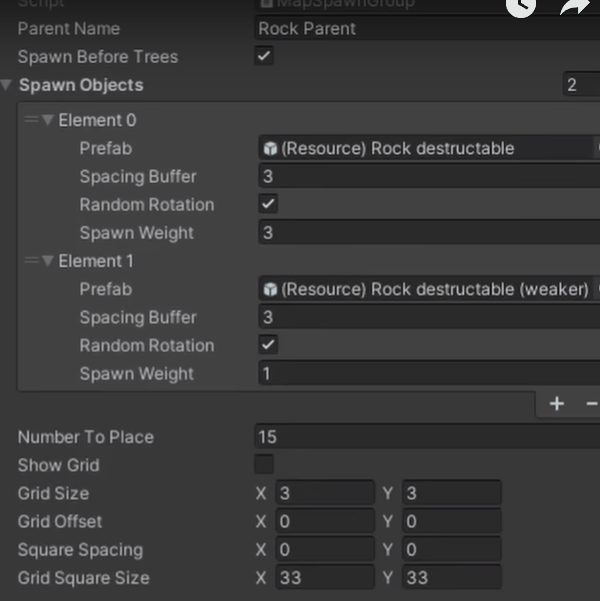 Script MapSpawnGroup
Parent Name Rock Parent
Spawn Before Trees
Spawn Objects 2
Element 0
Prefab (Resource) Rock destructable
Spacing Buffer 3
Random Rotation
Spawn Weight 3
Element 1
Prefab (Resource) Rock destructable (weaker)
Spacing Buffer 3
Random Rotation
Spawn Weight 1
+ −
Number To Place 15
Show Grid
Grid Size X 3 Y 3
Grid Offset X 0 Y 0
Square Spacing X 0 Y 0
Grid Square Size X 33 Y 33